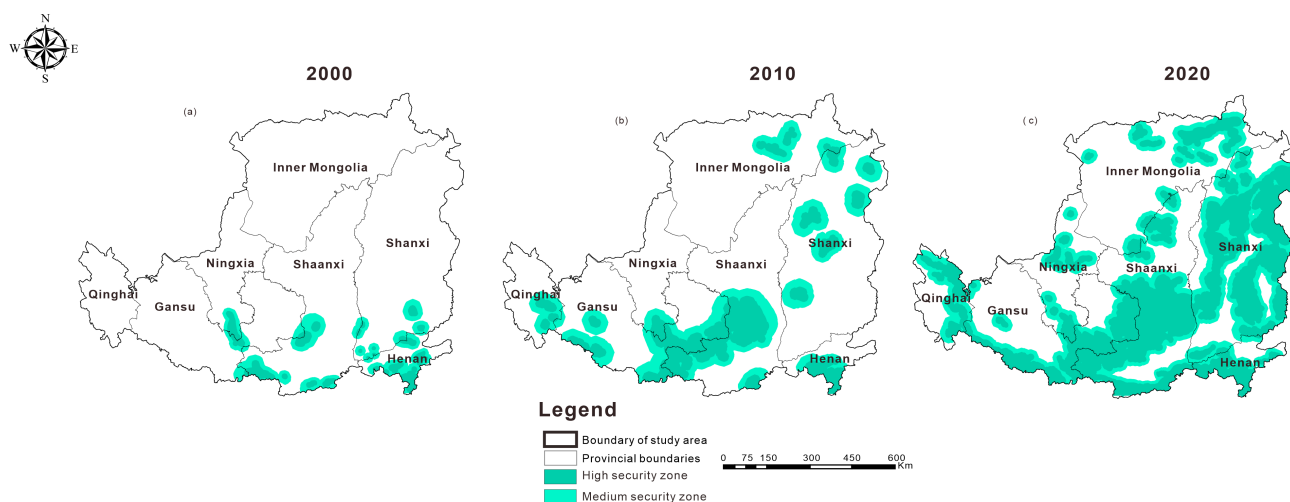 N
W E
S
2000
2010
2020
(a)
(b)
(c)
Inner Mongolia
Shanxi
Ningxia
Shaanxi
Qinghai
Gansu
Henan
Inner Mongolia
Shanxi
Ningxia
Shaanxi
Qinghai
Gansu
Henan
Inner Mongolia
Shanxi
Ningxia
Shaanxi
Qinghai
Gansu
Henan
Legend
Boundary of study area
Provincial boundaries
High security zone
Medium security zone
0 75 150 300 450 600
Km